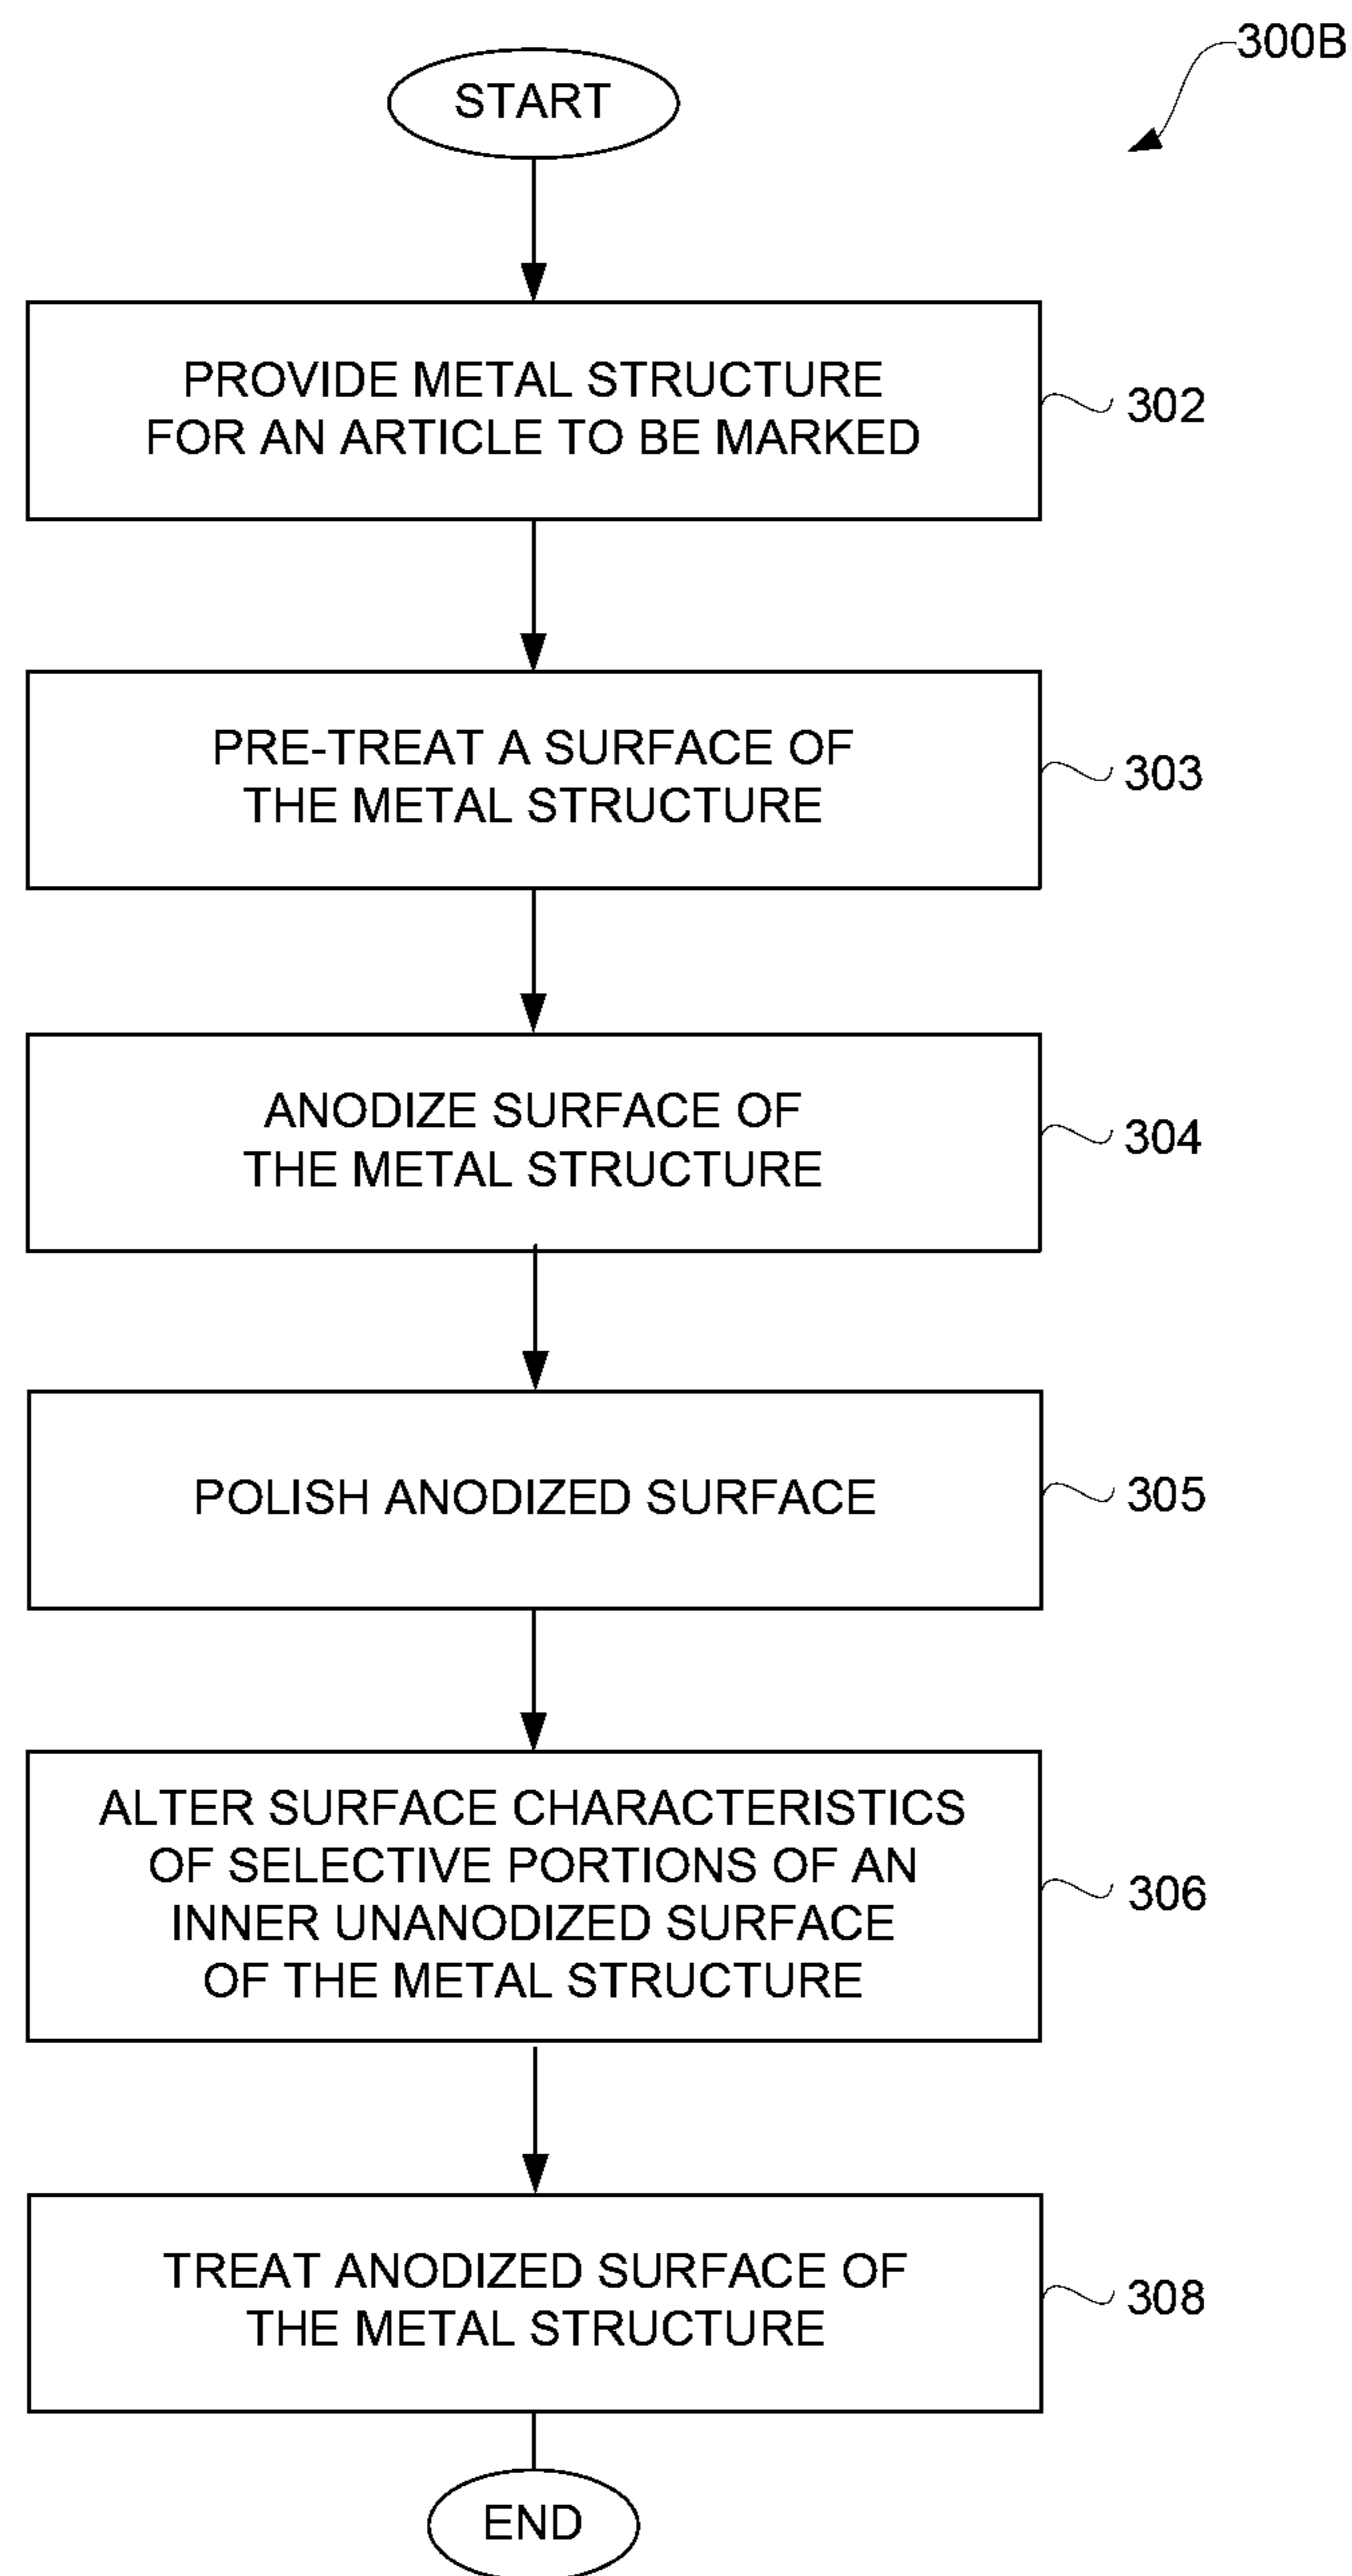 300B
START
PROVIDE METAL STRUCTURE
FOR AN ARTICLE TO BE MARKED
302
PRE-TREAT A SURFACE OF
THE METAL STRUCTURE
303
ANODIZE SURFACE OF
THE METAL STRUCTURE
304
POLISH ANODIZED SURFACE
305
ALTER SURFACE CHARACTERISTICS
OF SELECTIVE PORTIONS OF AN
INNER UNANODIZED SURFACE
OF THE METAL STRUCTURE
306
TREAT ANODIZED SURFACE OF
THE METAL STRUCTURE
308
END